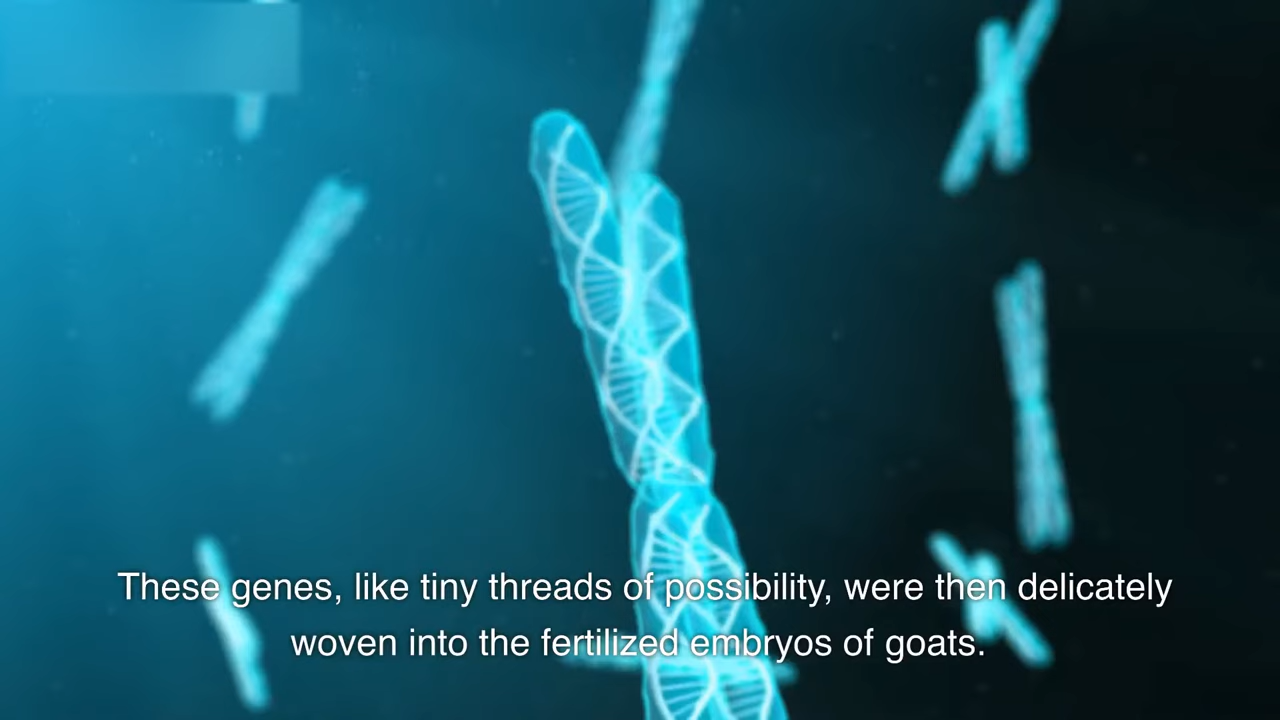 These genes, like tiny threads of possibility, were then delicately
woven into the fertilized embryos of goats.